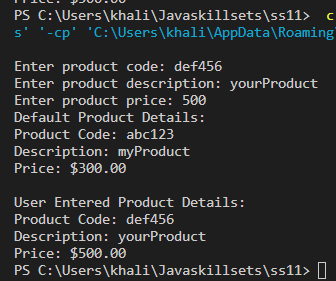 Price: $300.00
PS C:\Users\khali\Javaskillsets\ss11>  c
s' '-cp' 'C:\Users\khali\AppData\Roaming
Enter product code: def456
Enter product description: yourProduct
Enter product price: 500
Default Product Details:
Product Code: abc123
Description: myProduct
Price: $300.00
User Entered Product Details:
Product Code: def456
Description: yourProduct
Price: $500.00
PS C:\Users\khali\Javaskillsets\ss11>